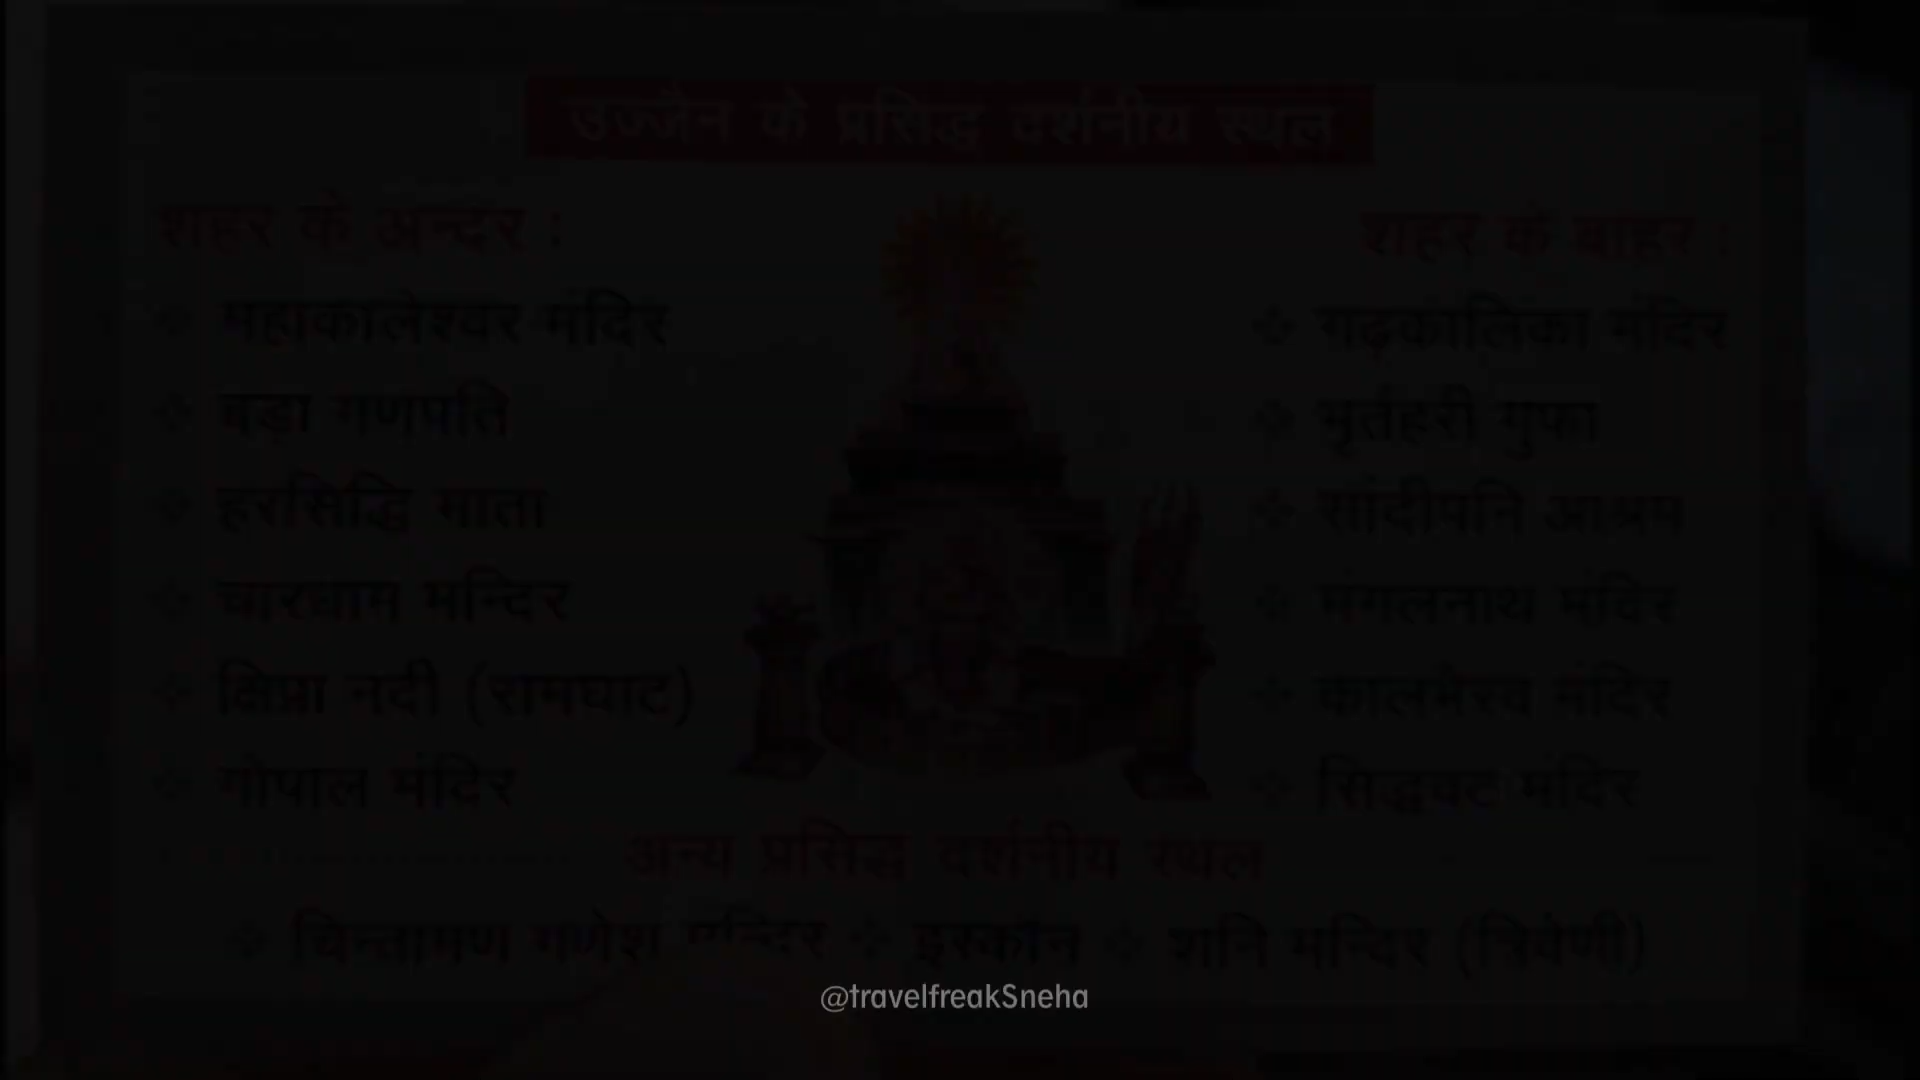 उज्जैन के प्रसिद्ध दर्शनीय स्थल
शहर के अन्दर :
महाकालेश्वर मंदिर
बड़ा गणपति
हरसिद्धि माता
चारधाम मन्दिर
क्षिप्रा नदी (रामघाट)
गोपाल मंदिर
शहर के बाहर :
गढ़कालिका मंदिर
भृर्तहरी गुफा
सांदीपनि आश्रम
मंगलनाथ मंदिर
कालभैरव मंदिर
सिद्धवट मंदिर
अन्य प्रसिद्ध दर्शनीय स्थल
चिन्तामण गणेश मन्दिर इस्कॉन शनि मन्दिर (त्रिवेणी)
@travelfreakSneha